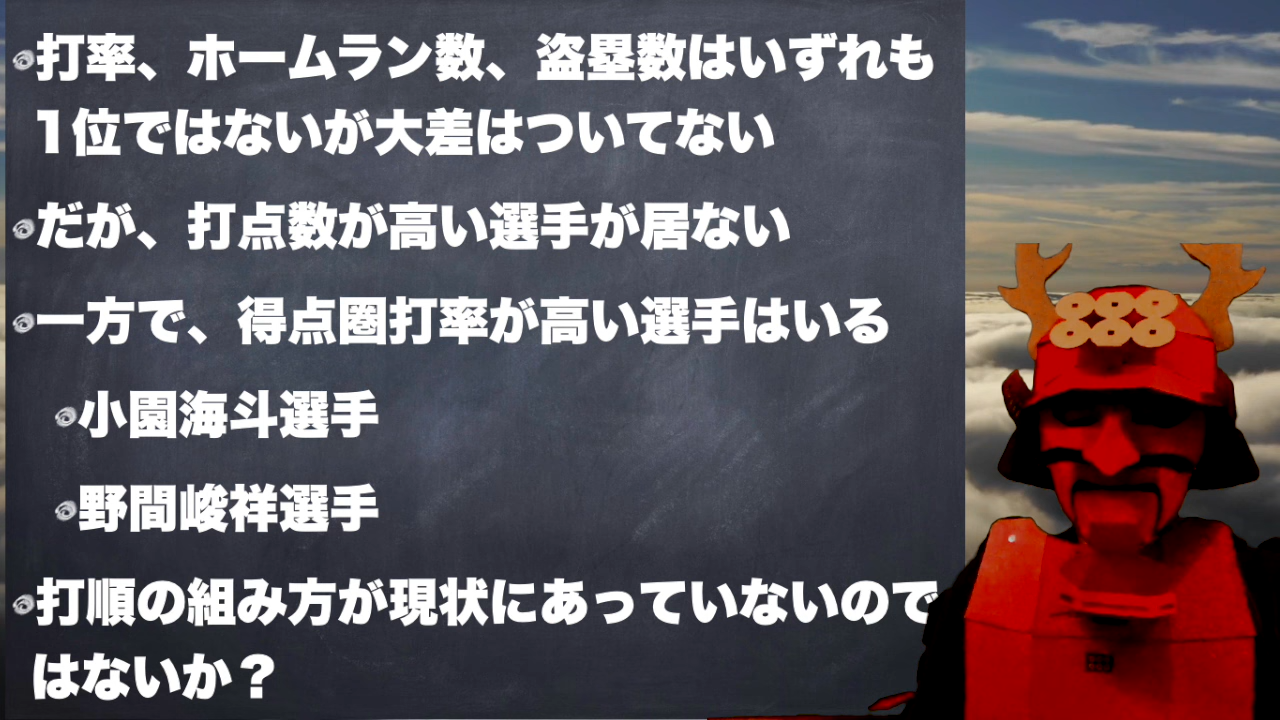 打率、ホームラン数、盗塁数はいずれも
1位ではないが大差はついてない
だが、打点数が高い選手が居ない
一方で、得点圏打率が高い選手はいる
小園海斗選手
野間峻祥選手
打順の組み方が現状にあっていないので
はないか？